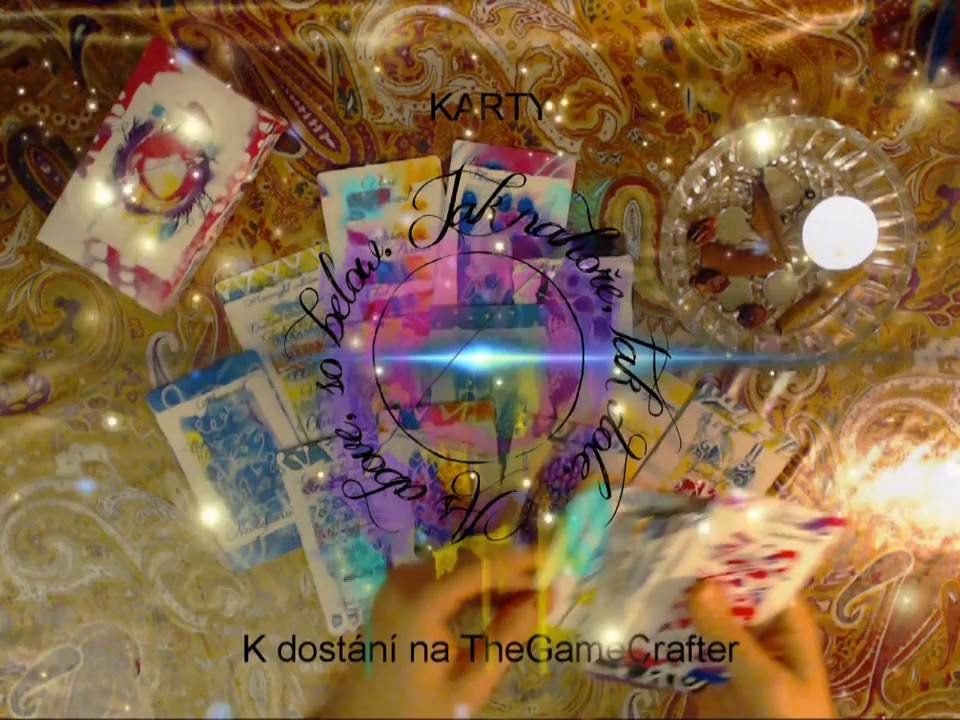 KARTY
Jak nahoře, tak dole.
As above, so below.
K dostání na TheGameCrafter